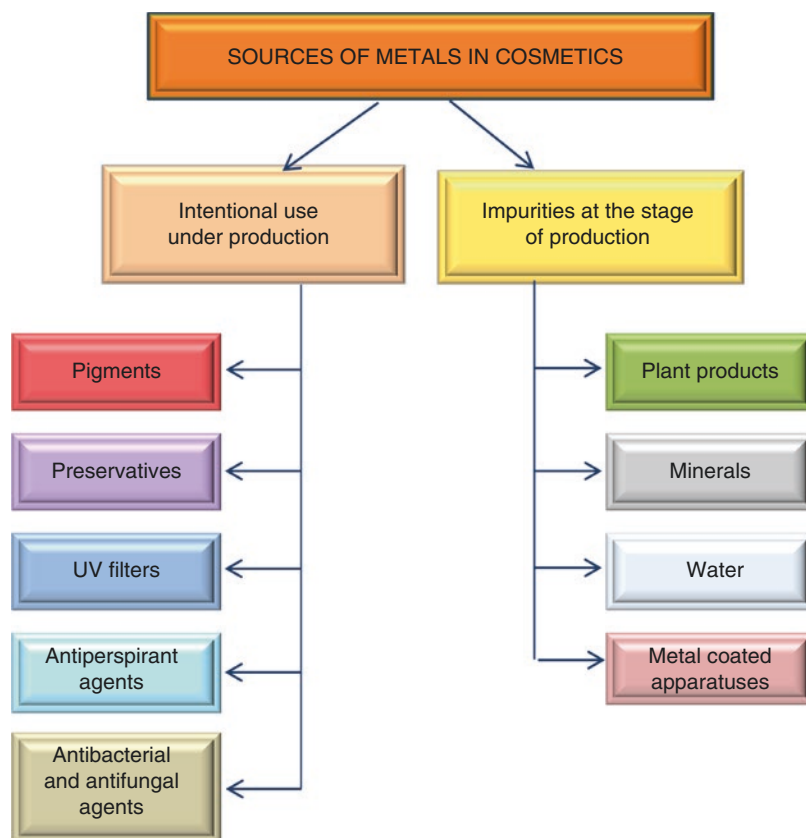 SOURCES OF METALS IN COSMETICS
Intentional use
under production
Impurities at the stage
of production
Pigments
Preservatives
UV filters
Antiperspirant
agents
Antibacterial
and antifungal
agents
Plant products
Minerals
Water
Metal coated
apparatuses